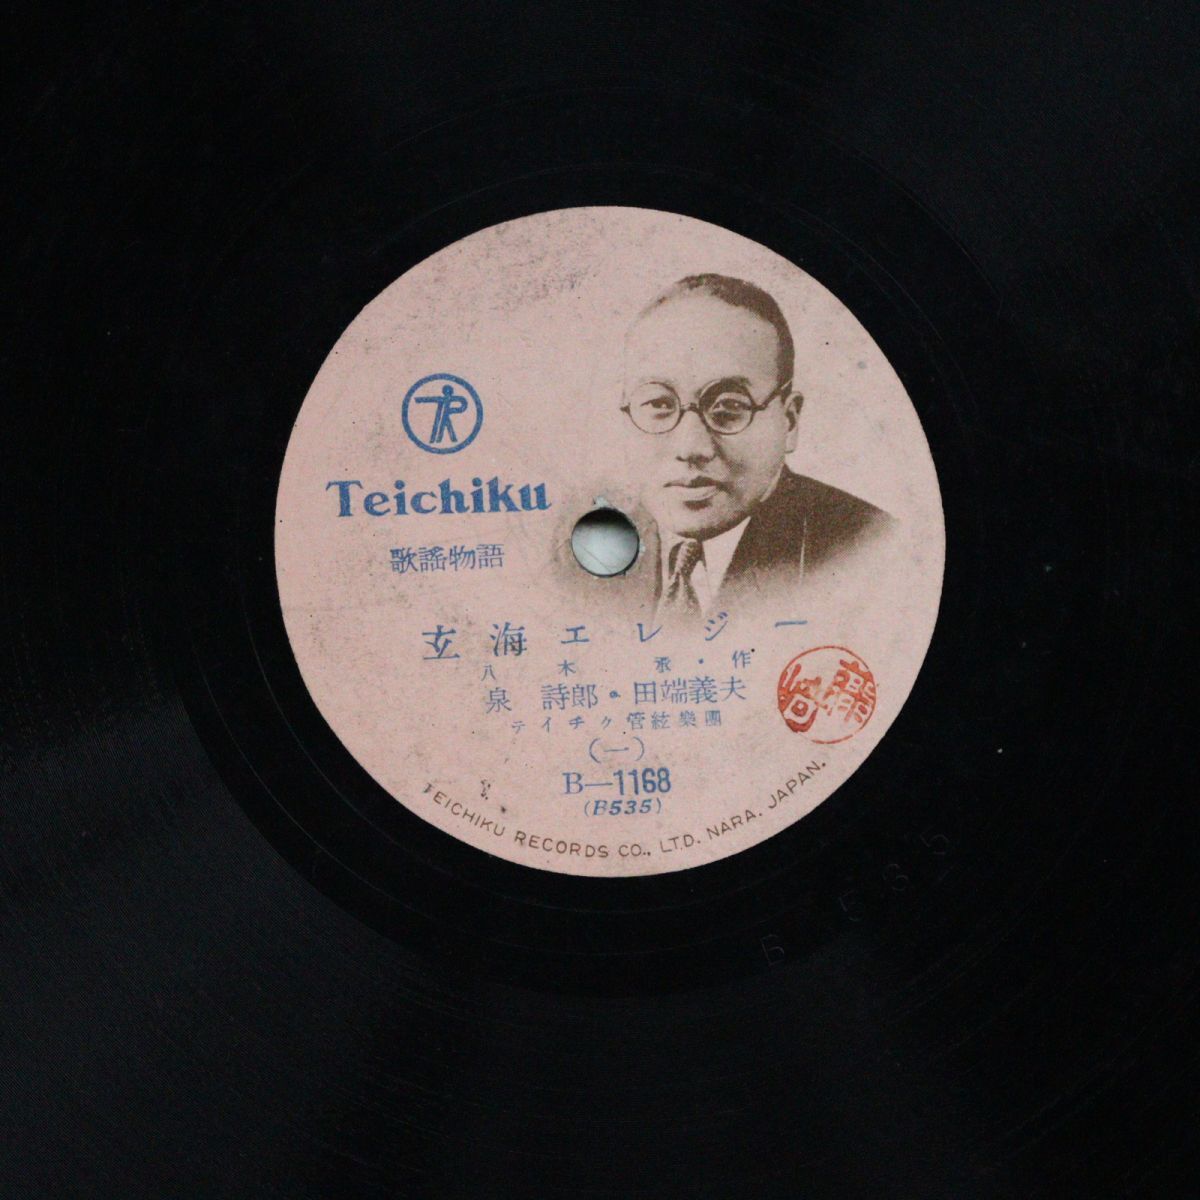 Teichiku
歌謡物語
玄海エレジー
八木 承・作
泉 詩郎・田端義夫
テイチク管絃樂團
(一)
B—1168
(B535)
TEICHIKU RECORDS CO., LTD. NARA. JAPAN.
B 535